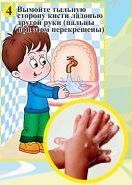 4 Вымойте тыльную
сторону кисти ладонью
другой руки (пальцы
при этом перекрещены)